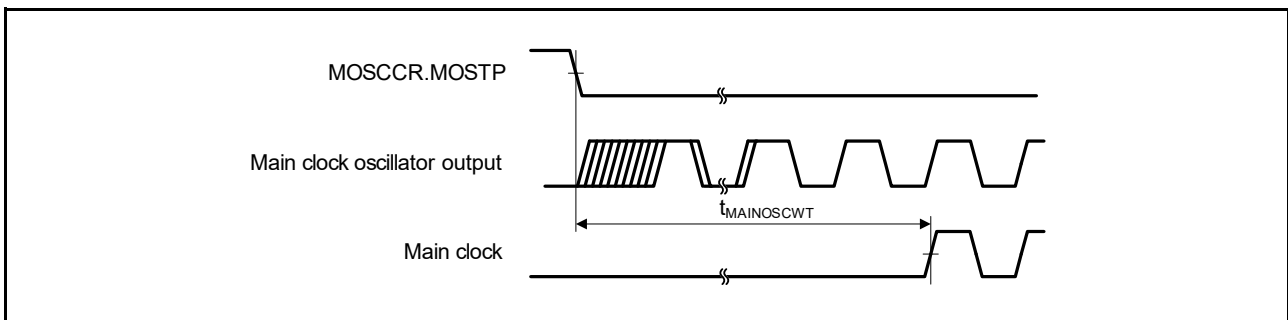 MOSCCR.MOSTP
Main clock oscillator output
tMAINOSCWT
Main clock